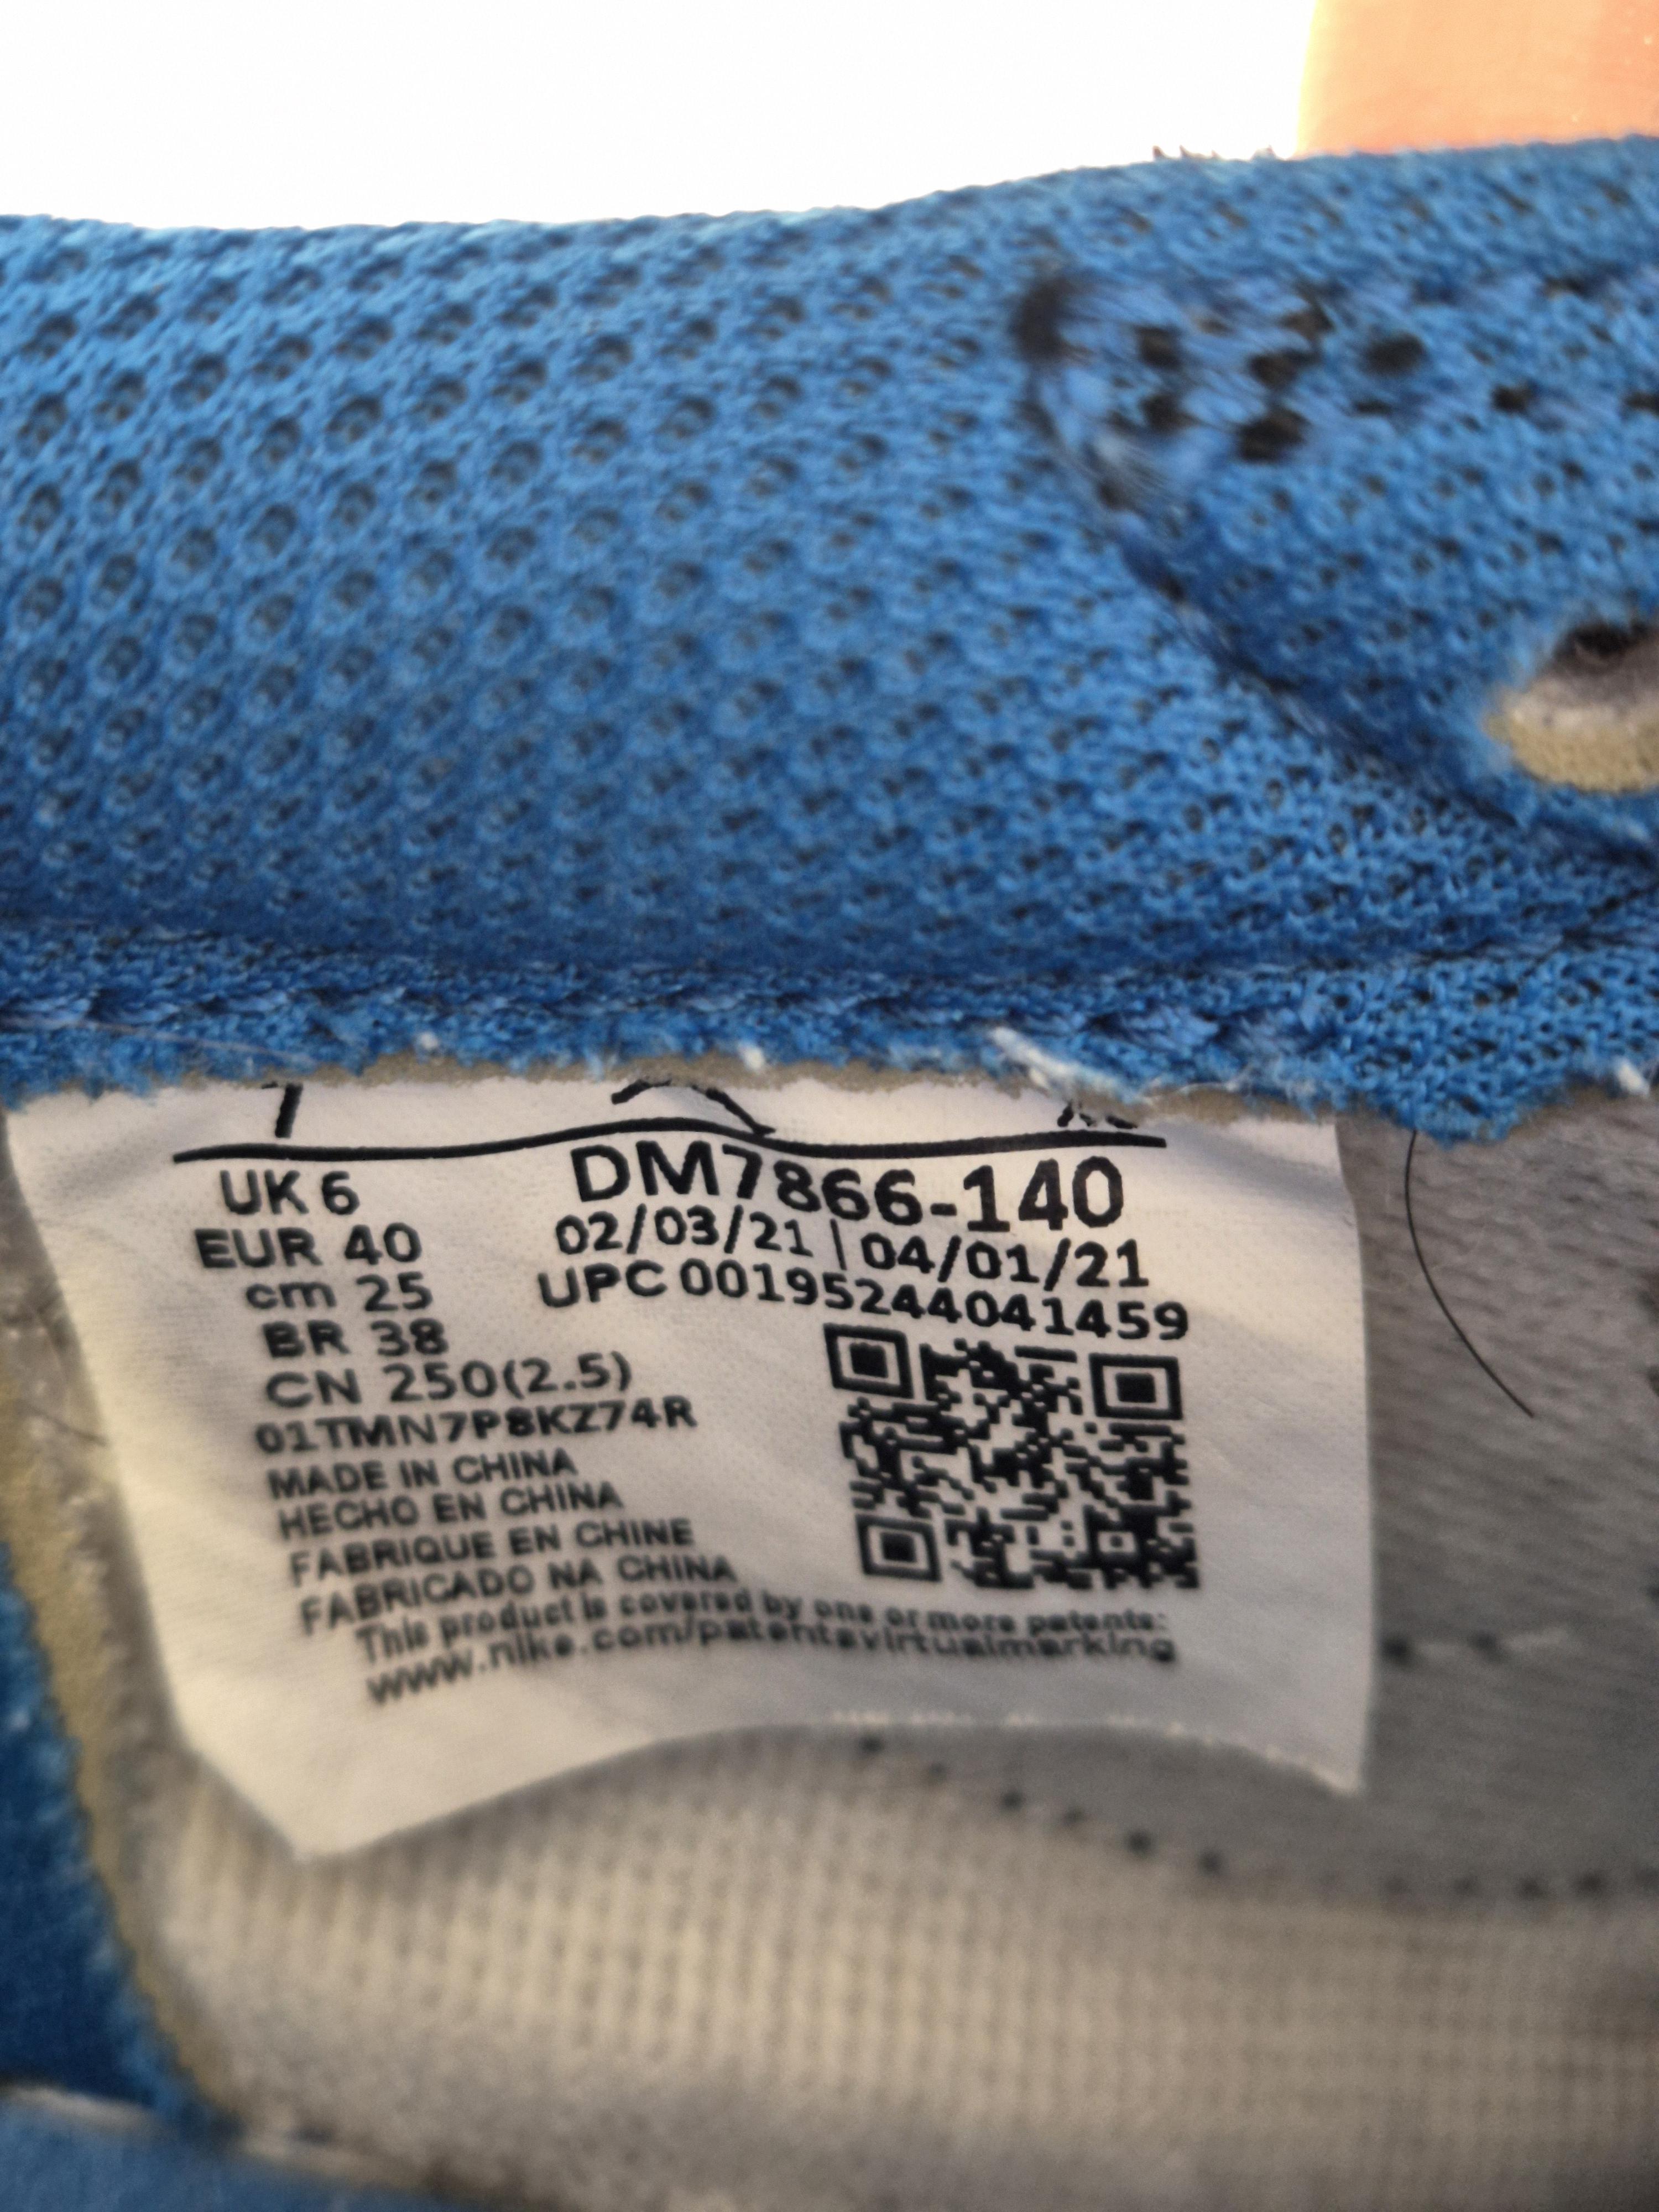 UK 6
EUR 40
cm 25
BR 38
CN 250(2.5)
01TMN7P8KZ74R
MADE IN CHINA
HECHO EN CHINA
FABRIQUE EN CHINE
FABRICADO NA CHINA
DM7866-140
02/03/21 | 04/01/21
UPC 00195244041459
This product is covered by one or more patents:
www.nike.com/patentsvirtualmarking